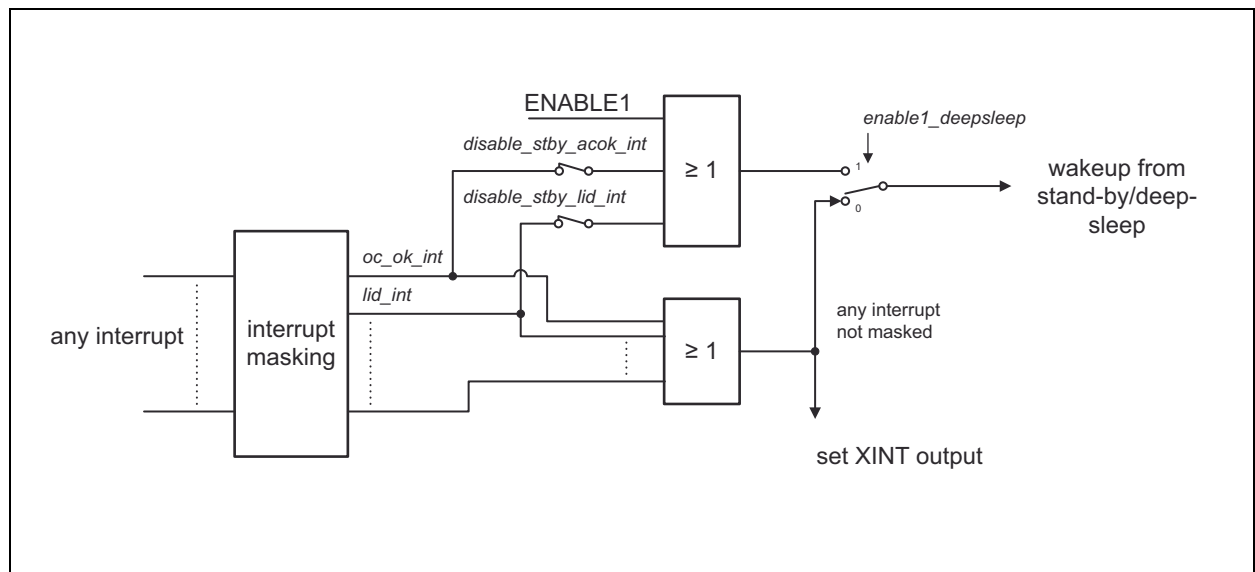 ENABLE1
enable1_deepsleep
disable_stby_acok_int
≥ 1
1
wakeup from
stand-by/deep-
sleep
disable_stby_lid_int
0
oc_ok_int
lid_int
any interrupt
not masked
any interrupt
interrupt
masking
≥ 1
set XINT output